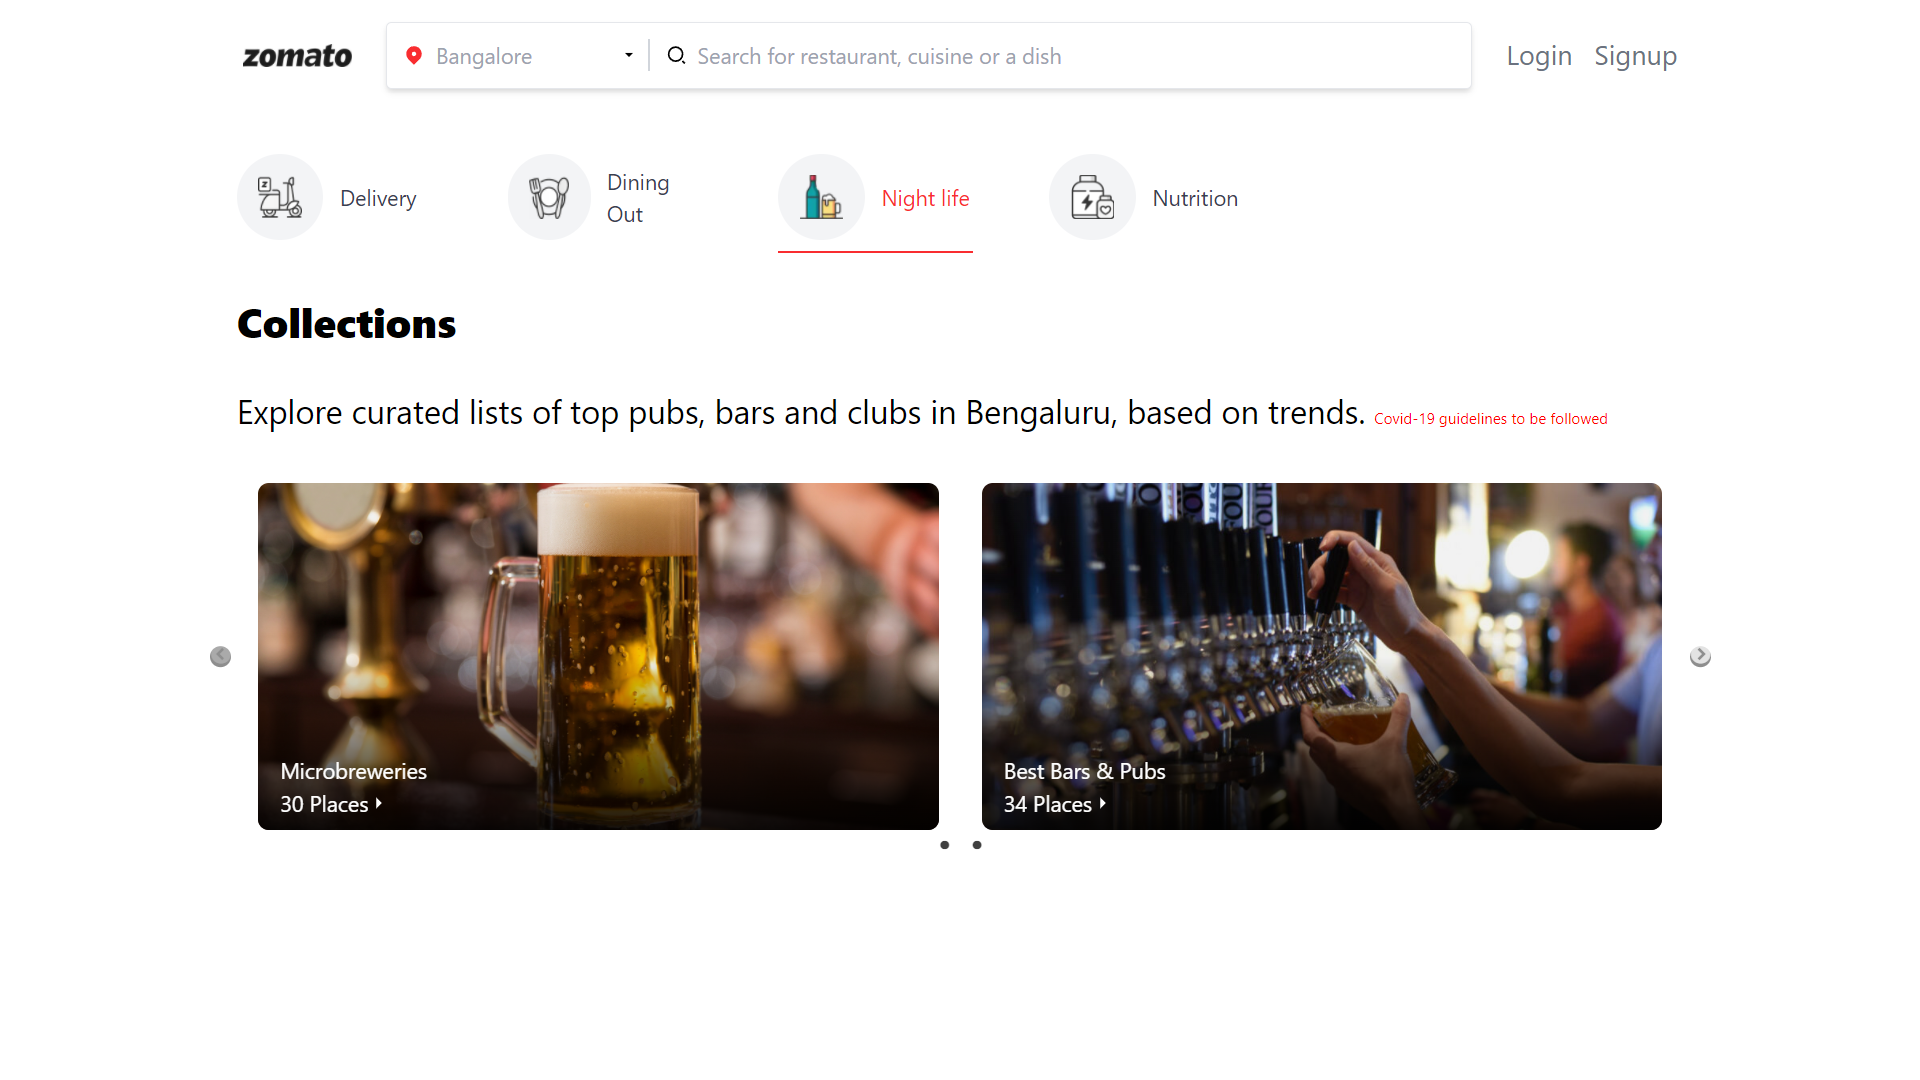 zomato
Bangalore
Search for restaurant, cuisine or a dish
Login
Signup
Delivery
Dining
Out
Night life
Nutrition
Collections
Explore curated lists of top pubs, bars and clubs in Bengaluru, based on trends. Covid-19 guidelines to be followed
Microbreweries
30 Places
Best Bars & Pubs
34 Places